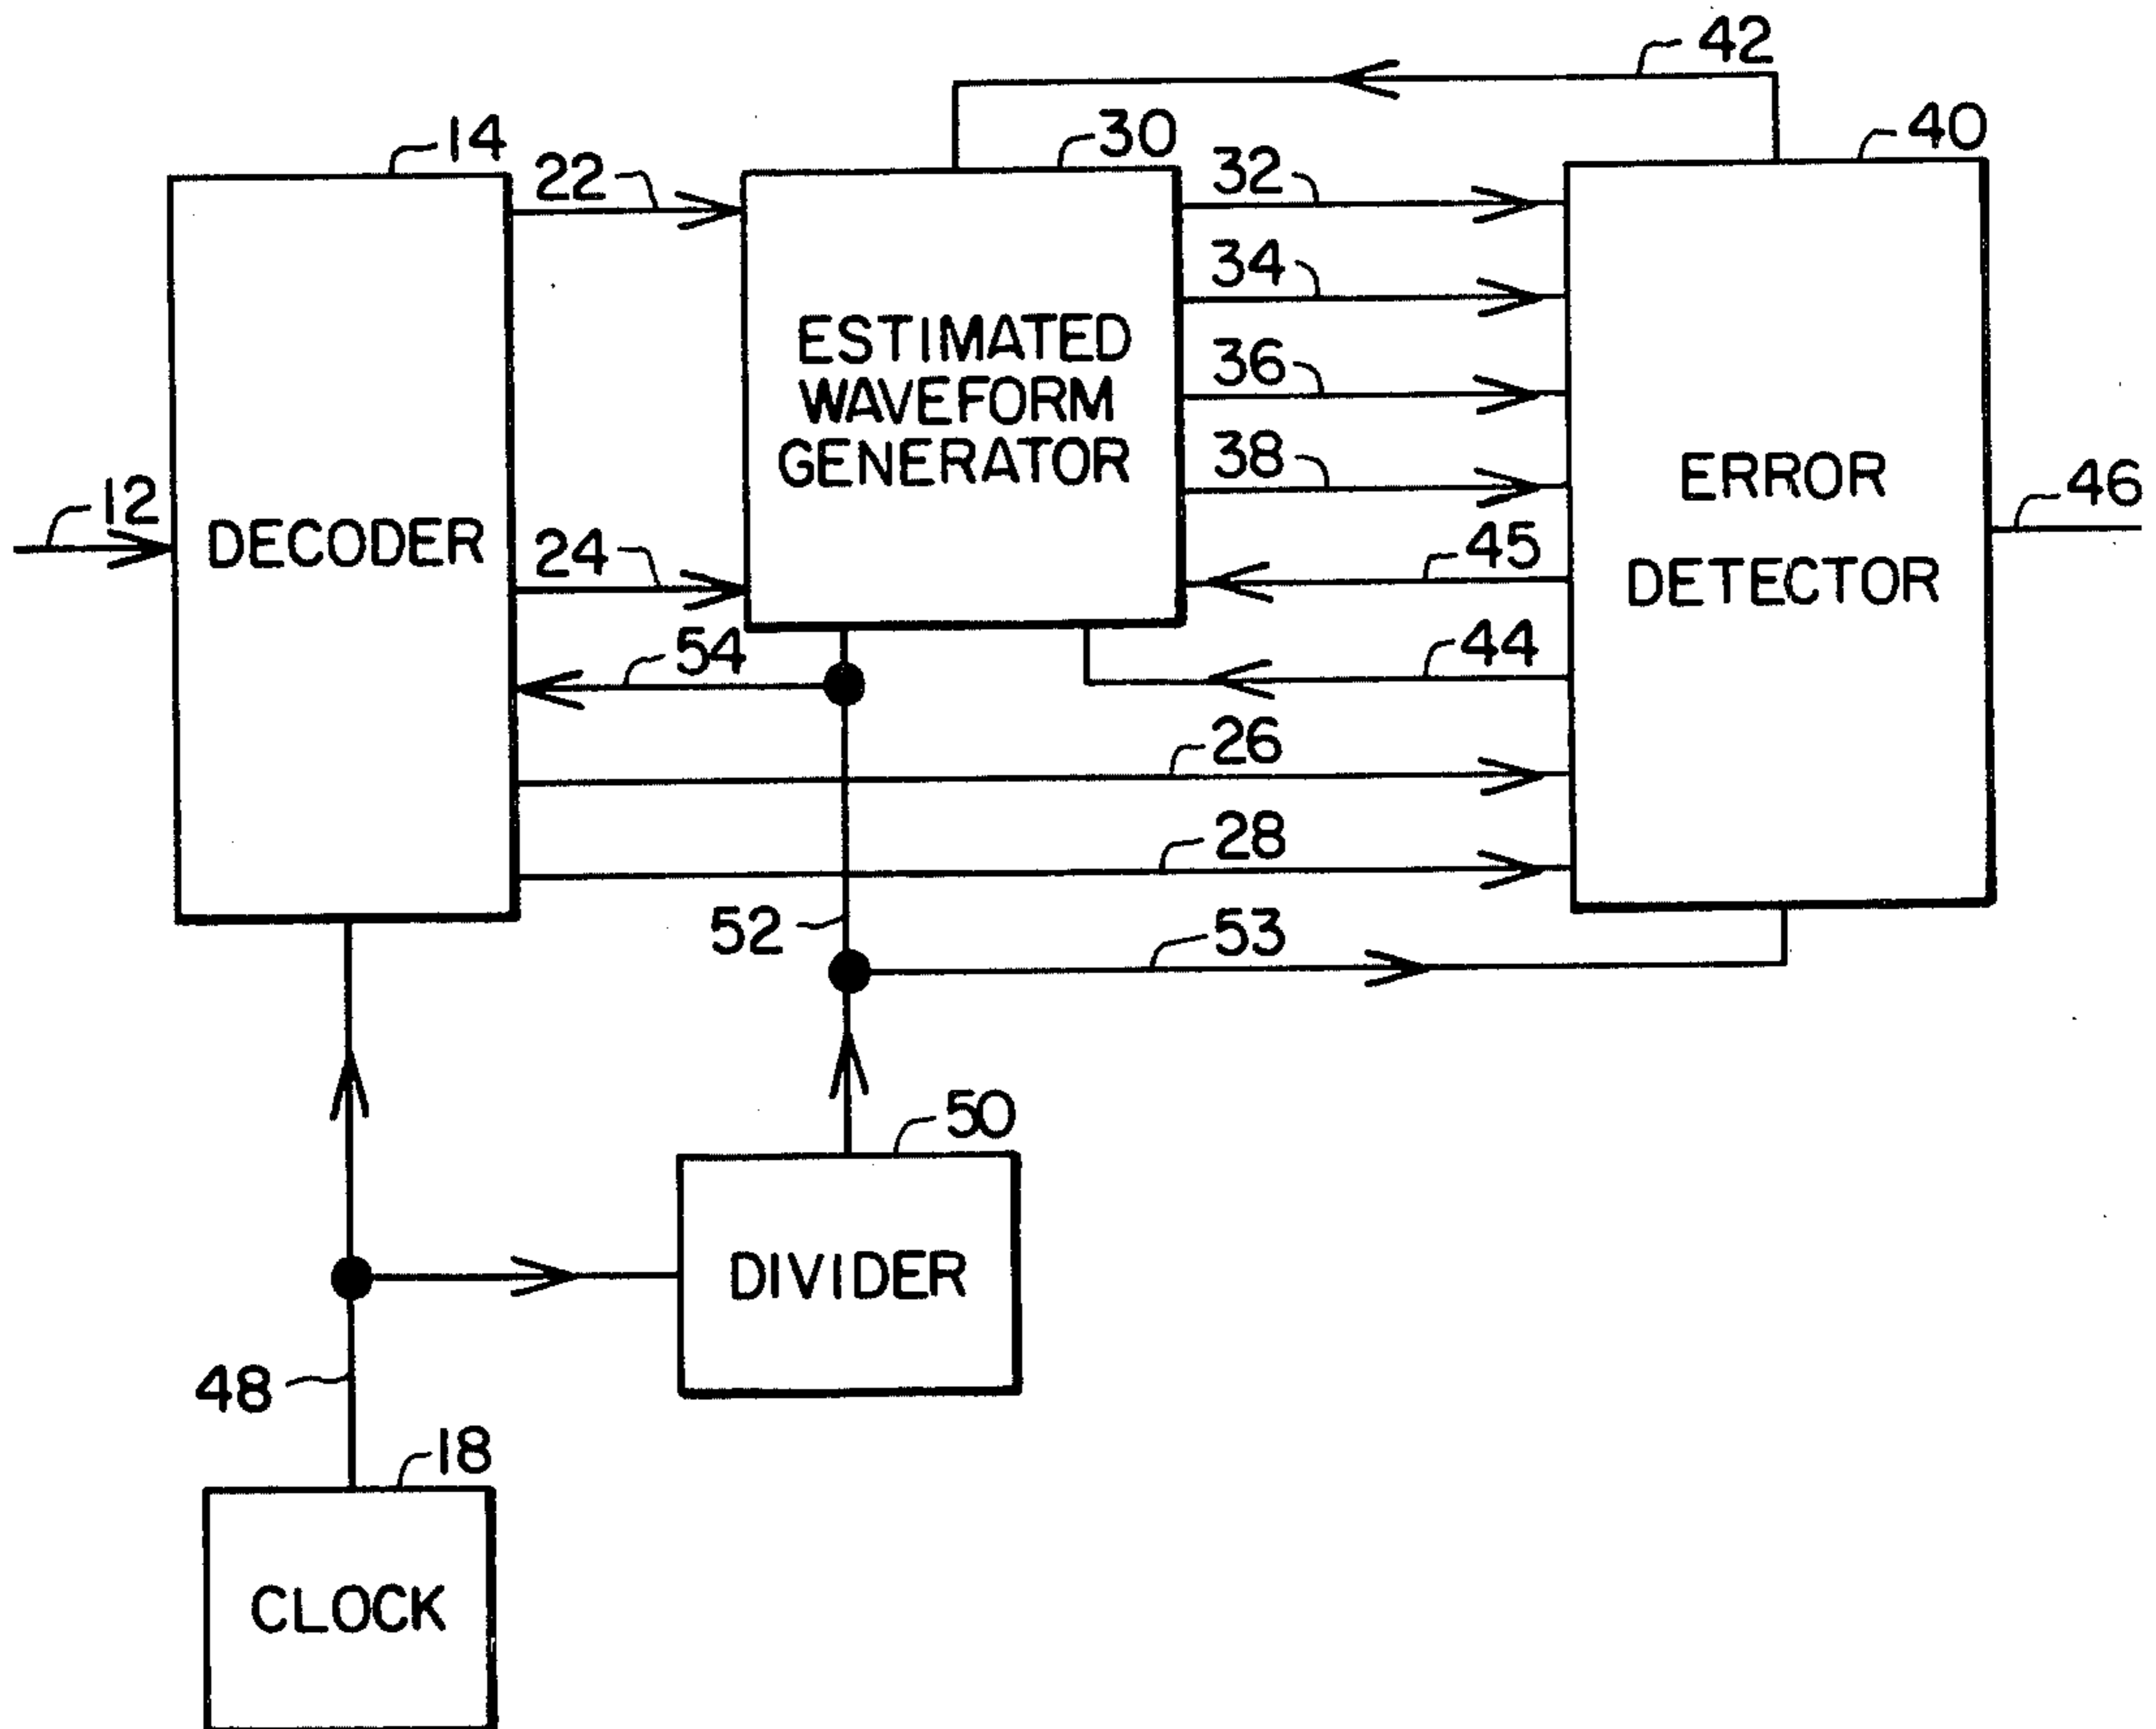 42
14
30
40
22
32
34
ESTIMATED
WAVEFORM
GENERATOR
36
38
ERROR
DETECTOR
12
46
DECODER
24
45
54
44
26
28
52
53
50
DIVIDER
48
18
CLOCK